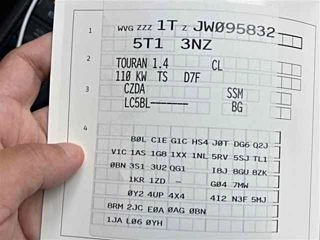 1 WVG ZZZ 1T Z JW095832
5T1 3NZ
2 TOURAN 1.4 CL
110 KW TS D7F
3 CZDA SSM
LC5BL------- BG
4
B0L C1E G1C HS4 J0T DG6 Q2J
V1C 1AS 1G8 1XX 1NL 5RV 5SJ TL1
0BN 3S1 3U2 QG1 I8J 8GU 8ZK
1KR 1ZD — G04 7MW
0Y2 4UP 4X4 4I2 N3F 5MJ
8RM 2JC E0A 0AG 0BN
1JA L06 0YH